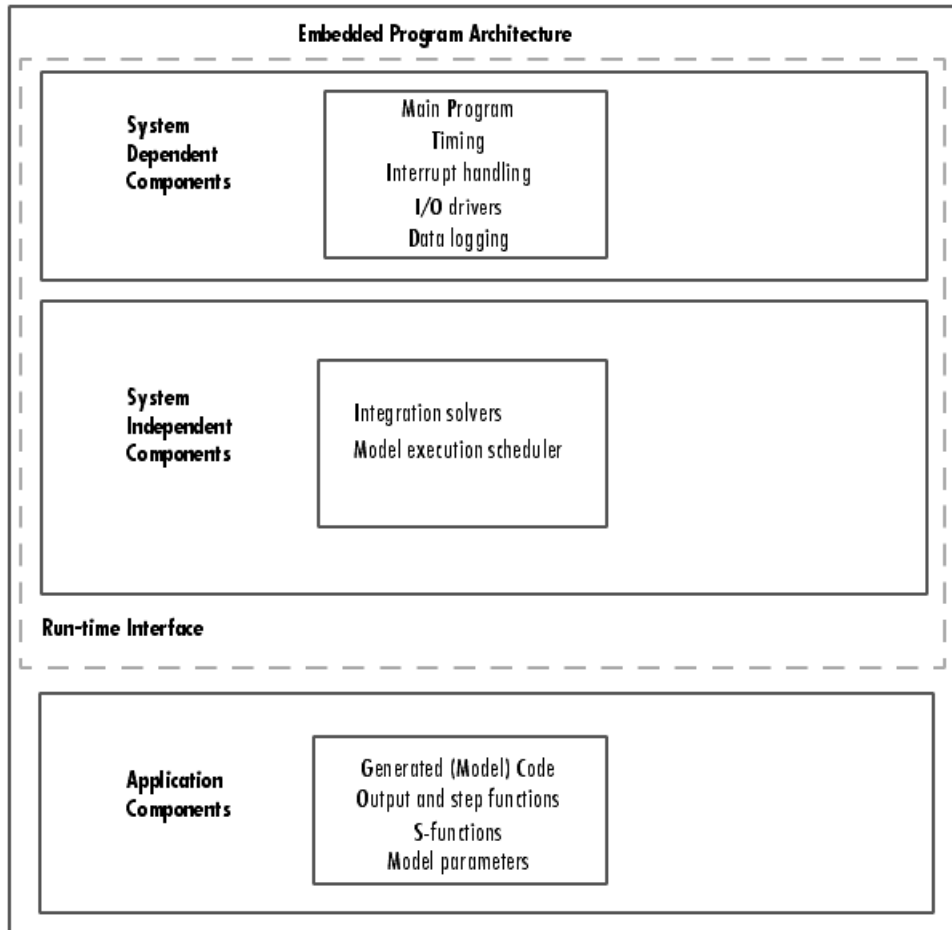 Embedded Program Architecture
System
Dependent
Components
Main Program
Timing
Interrupt handling
I/O drivers
Data logging
System
Independent
Components
Integration solvers
Model execution scheduler
Run-time Interface
Application
Components
Generated (Model) Code
Output and step functions
S-functions
Model parameters